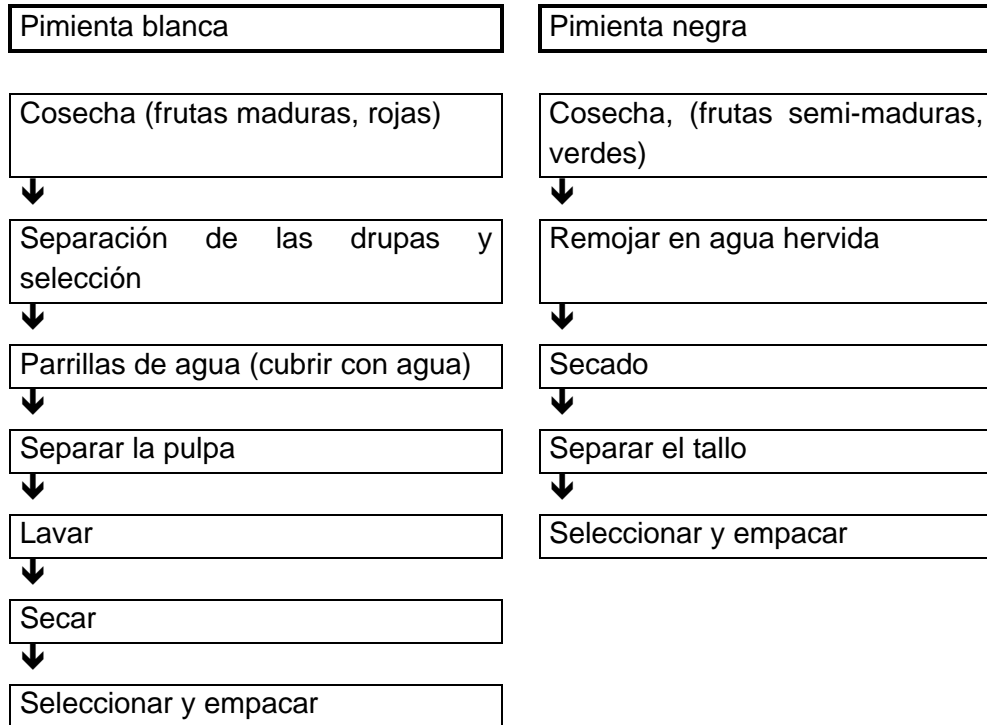 Pimienta blanca
Cosecha (frutas maduras, rojas)
Separación de las drupas y
selección
Parrillas de agua (cubrir con agua)
Separar la pulpa
Lavar
Secar
Seleccionar y empacar
Pimienta negra
Cosecha, (frutas semi-maduras,
verdes)
Remojar en agua hervida
Secado
Separar el tallo
Seleccionar y empacar